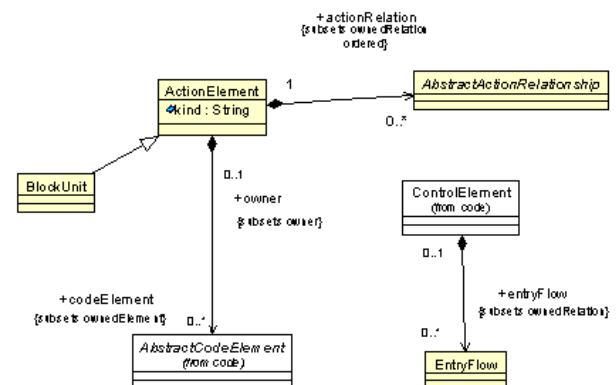 +actionRelation
{subsets ownedRelation
ordered}
ActionElement
kind : String
1
0..*
AbstractActionRelationship
BlockUnit
0..1
+owner
{subsets owner}
ControlElement
(from code)
0..1
+entryFlow
{subsets ownedRelation}
0..*
+codeElement
{subsets ownedElement}
0..*
AbstractCodeElement
(from code)
EntryFlow